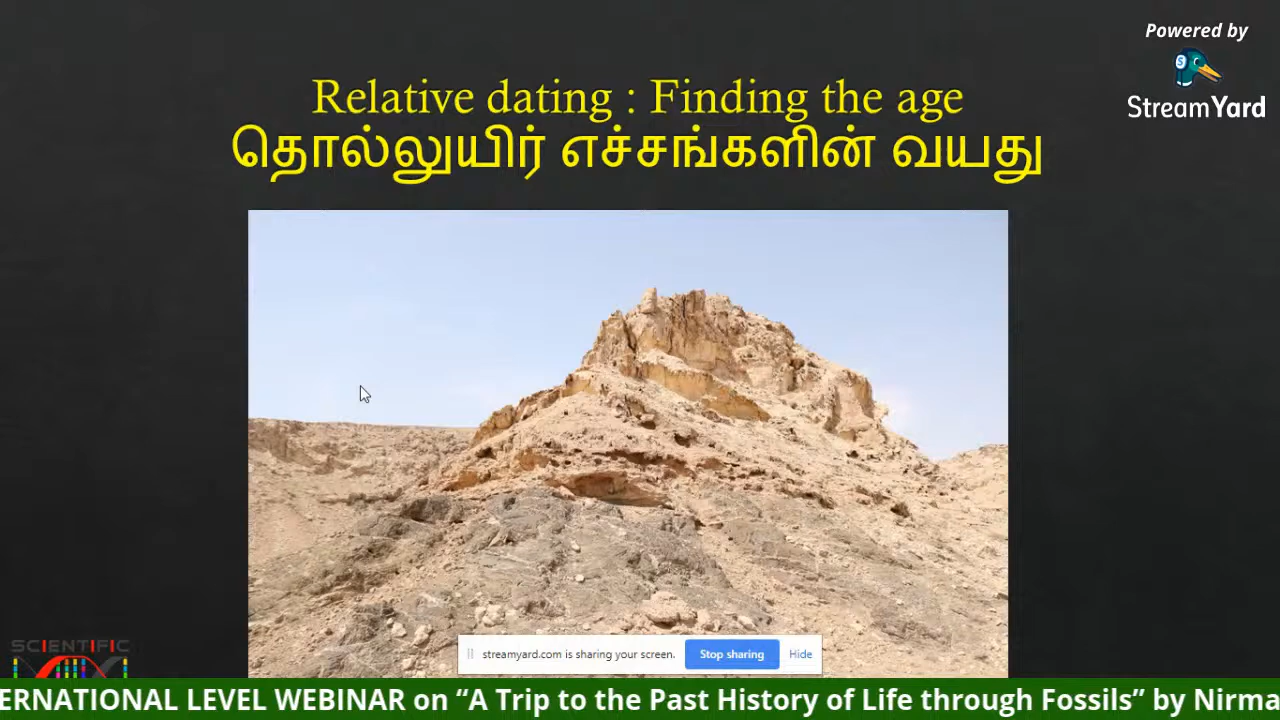 Powered by
StreamYard
Relative dating : Finding the age
தொல்லுயிர் எச்சங்களின் வயது
streamyard.com is sharing your screen.
Stop sharing
Hide
SCIENTIFIC
ERNATIONAL LEVEL WEBINAR on “A Trip to the Past History of Life through Fossils” by Nirma